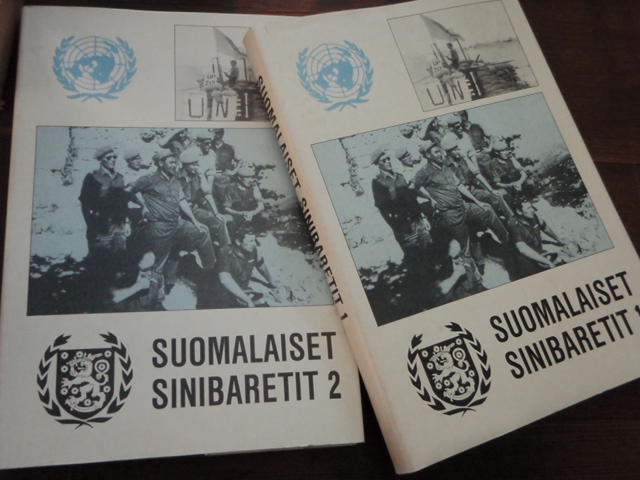 UN
SUOMALAISET
SINIBARETIT 2
SUOMALAISET SINIBARETIT 1
UN
SUOMALAISET
SINIBARETIT 1